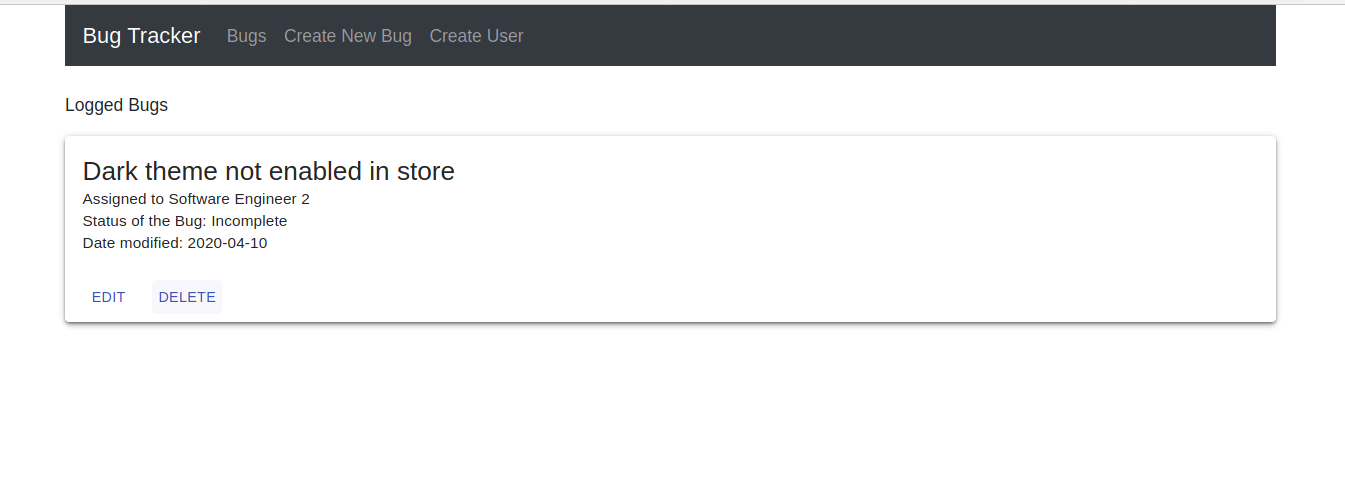 Bug Tracker Bugs Create New Bug Create User
Logged Bugs
Dark theme not enabled in store
Assigned to Software Engineer 2
Status of the Bug: Incomplete
Date modified: 2020-04-10
EDIT DELETE